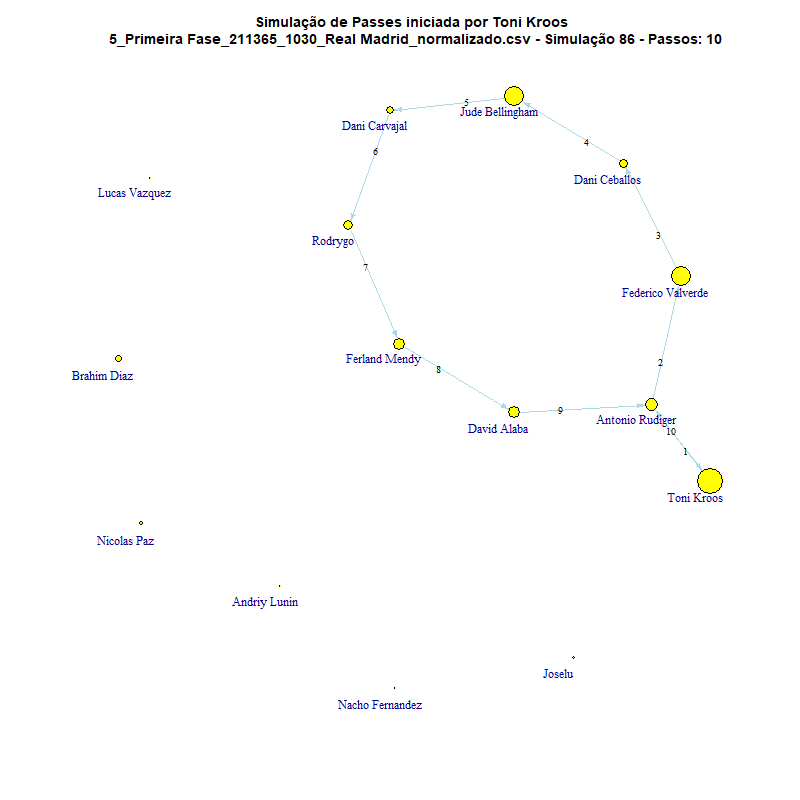 Simulação de Passes iniciada por Toni Kroos
5_Primeira Fase_211365_1030_Real Madrid_normalizado.csv - Simulação 86 - Passos: 10
5
Jude Bellingham
Dani Carvajal
4
6
Dani Ceballos
Lucas Vazquez
3
Rodrygo
7
Federico Valverde
Ferland Mendy
2
8
Brahim Diaz
9
Antonio Rudiger
David Alaba
10
1
Toni Kroos
Nicolas Paz
Andriy Lunin
Joselu
Nacho Fernandez